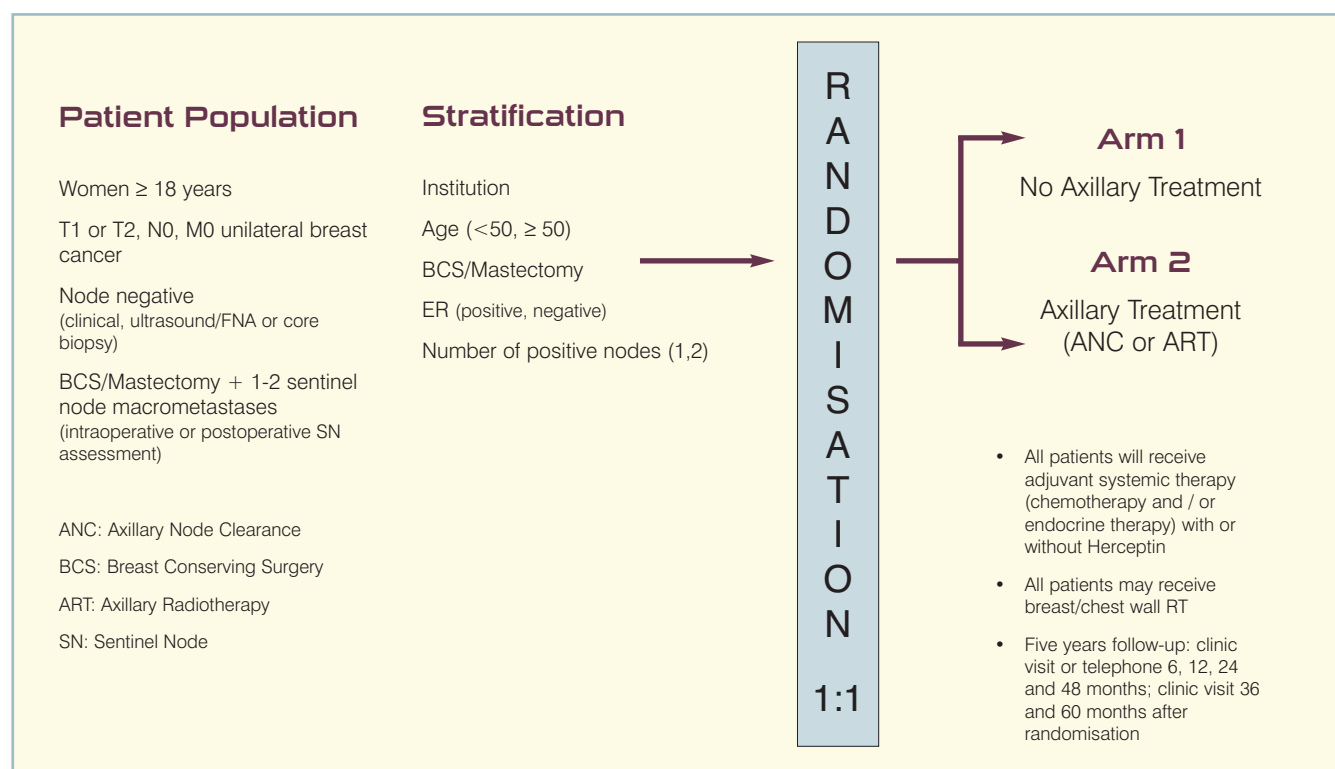 Patient Population
Women ≥ 18 years
T1 or T2, N0, M0 unilateral breast
cancer
Node negative
(clinical, ultrasound/FNA or core
biopsy)
BCS/Mastectomy + 1-2 sentinel
node macrometastases
(intraoperative or postoperative SN
assessment)
ANC: Axillary Node Clearance
BCS: Breast Conserving Surgery
ART: Axillary Radiotherapy
SN: Sentinel Node
Stratification
Institution
Age (<50, ≥ 50)
BCS/Mastectomy
ER (positive, negative)
Number of positive nodes (1,2)
R
A
N
D
O
M
I
S
A
T
I
O
N
1:1
Arm 1
No Axillary Treatment
Arm 2
Axillary Treatment
(ANC or ART)
• All patients will receive
adjuvant systemic therapy
(chemotherapy and / or
endocrine therapy) with or
without Herceptin
• All patients may receive
breast/chest wall RT
• Five years follow-up: clinic
visit or telephone 6, 12, 24
and 48 months; clinic visit 36
and 60 months after
randomisation